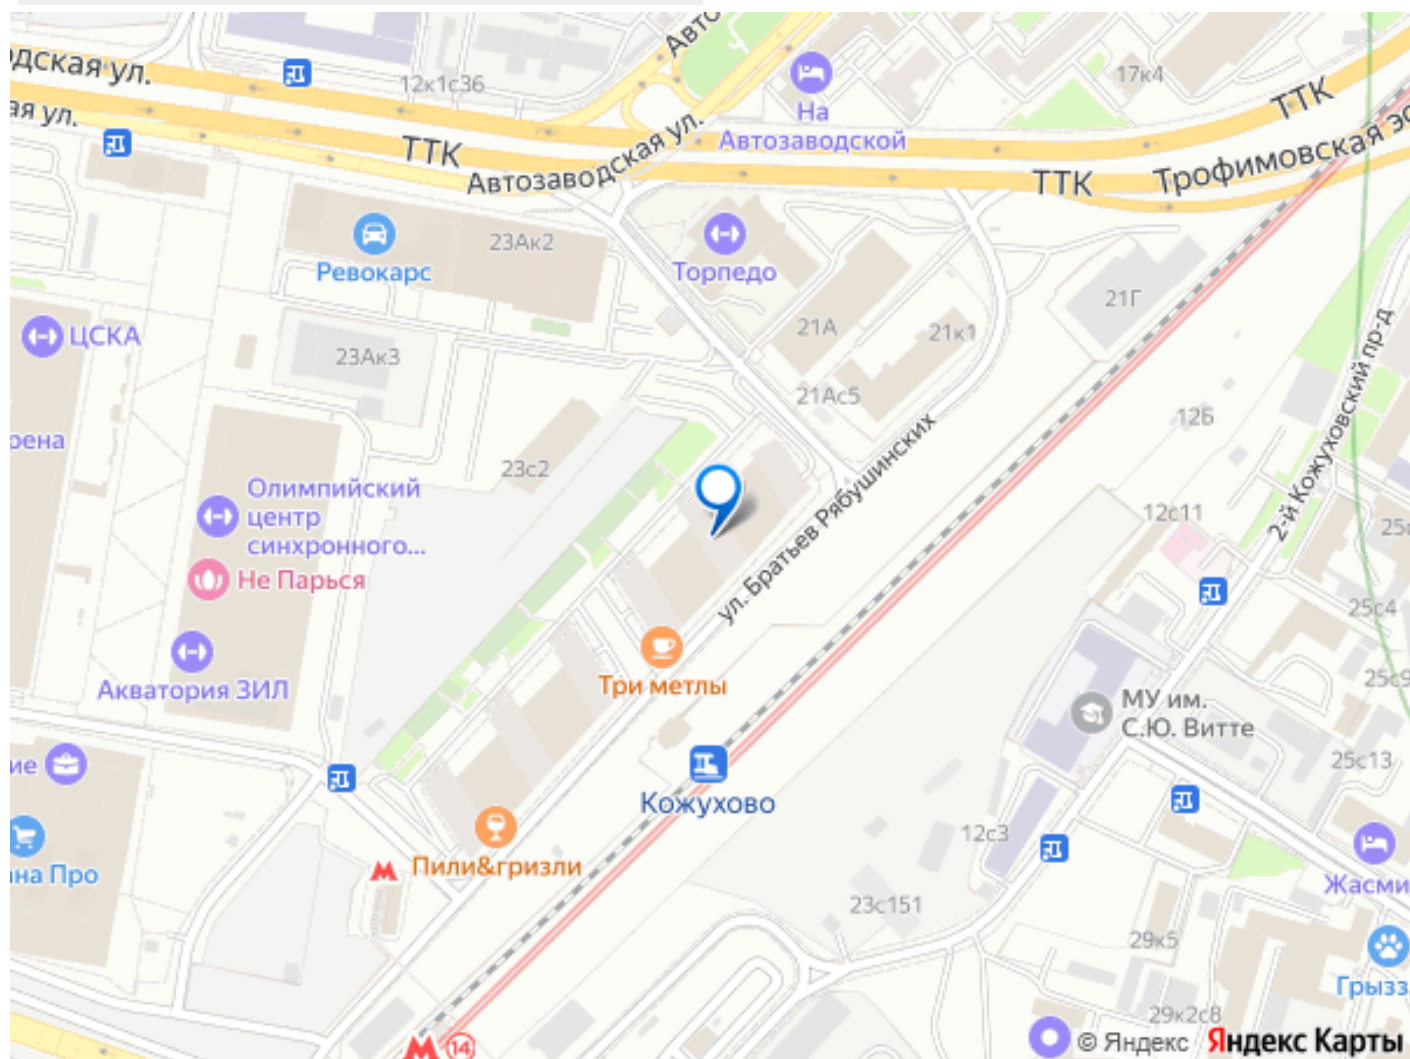 Авто
дская ул.
12к1с36
17к4
ТТК
На
Автозаводской
ая ул.
ТТК
Автозаводская ул.
ТТК
Трофимовская эс
Ревокарс
23Ак2
Торпедо
21Г
ЦСКА
23Ак3
21А
21к1
21Ас5
2-й Кожуховский пр-д
12Б
рена
23с2
Олимпийский
центр
синхронного...
ул. Братьев Рябушинских
12с11
25с
Не Парься
25с4
Три метлы
Акватория ЗИЛ
25с9
МУ им.
С.Ю. Витте
ие
25с13
Кожухово
12с3
на Про
Пили&гризли
Жасми
23с151
29к5
Грызз
29к2с8
14
© Яндекс Яндекс Карты